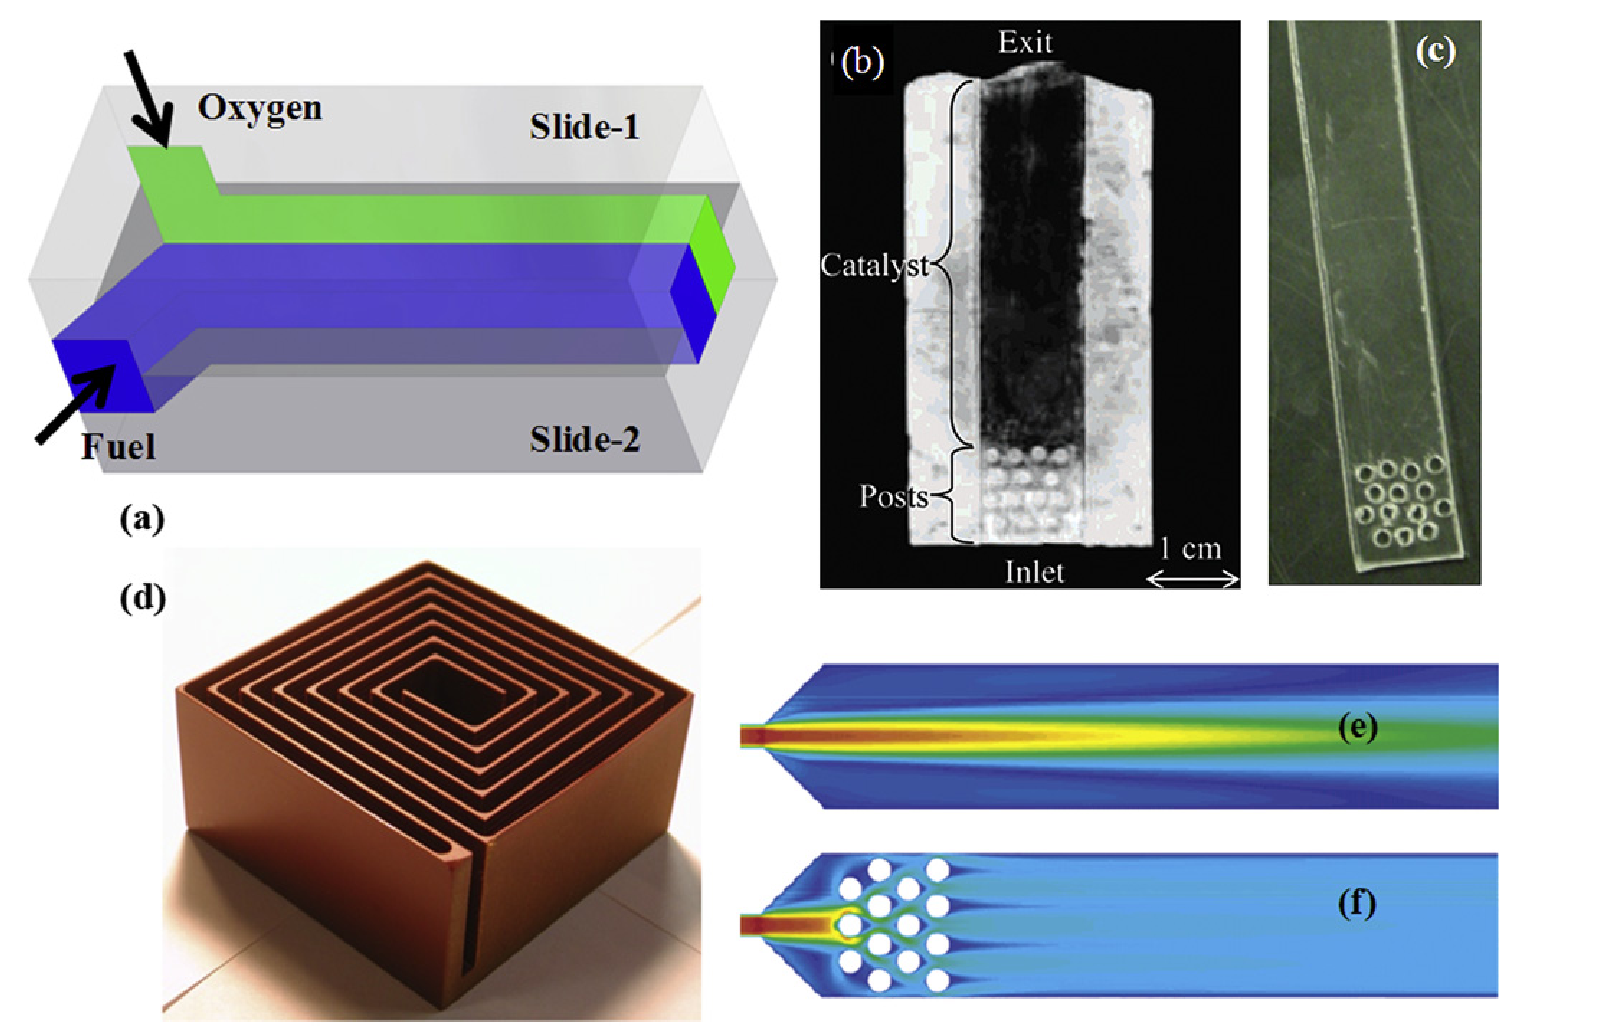 Oxygen
Slide-1
Fuel
Slide-2
(a)
(b)
Exit
Catalyst
Posts
1 cm
Inlet
(c)
(d)
(e)
(f)